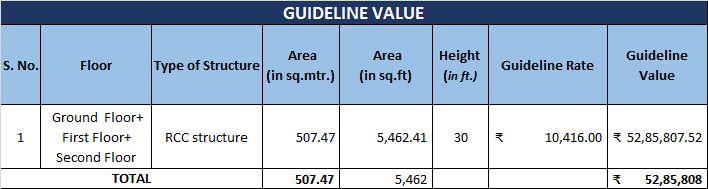 GUIDELINE VALUE
S. No. Floor Type of Structure Area (in sq.mtr.) Area (in sq.ft) Height (in ft.) Guideline Rate Guideline Value
1 Ground Floor+ First Floor+ Second Floor RCC structure 507.47 5,462.41 30 ₹ 10,416.00 ₹ 52,85,807.52
TOTAL 507.47 5,462 ₹ 52,85,808